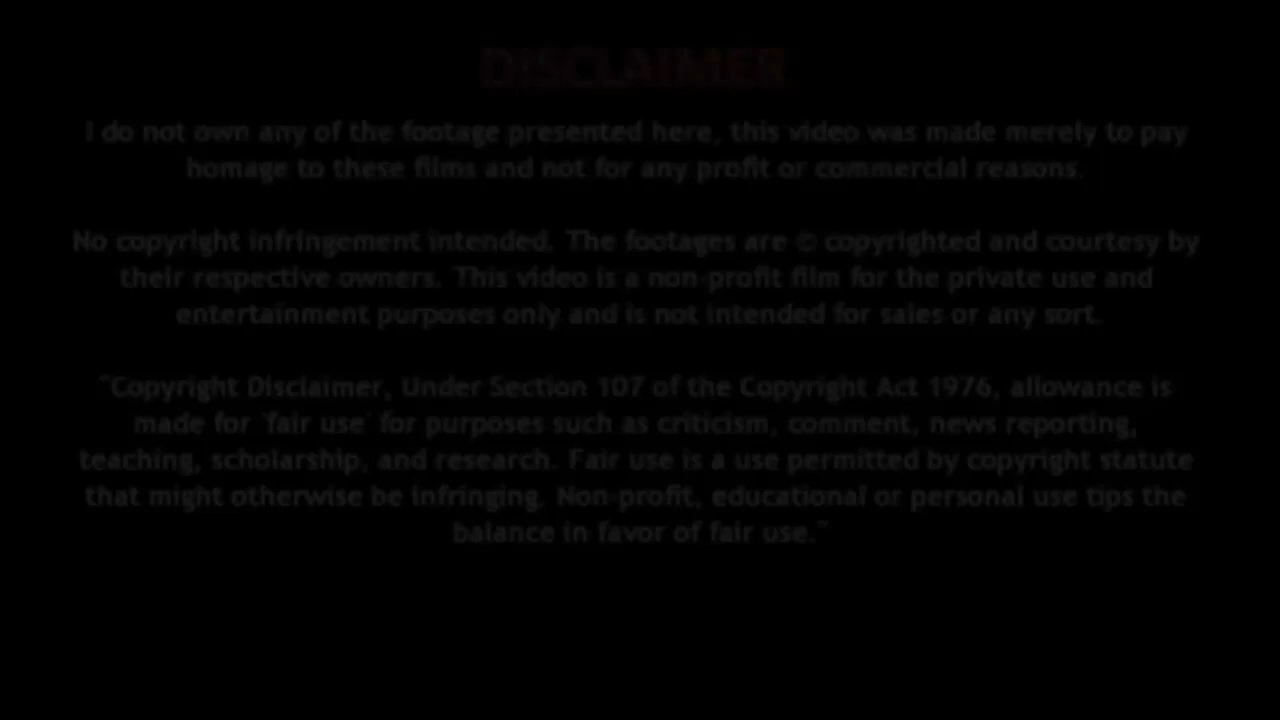 DISCLAIMER
I do not own any of the footage presented here, this video was made merely to pay
homage to these films and not for any profit or commercial reasons.
No copyright infringement intended. The footages are © copyrighted and courtesy by
their respective owners. This video is a non-profit film for the private use and
entertainment purposes only and is not intended for sales or any sort.
"Copyright Disclaimer, Under Section 107 of the Copyright Act 1976, allowance is
made for 'fair use' for purposes such as criticism, comment, news reporting,
teaching, scholarship, and research. Fair use is a use permitted by copyright statute
that might otherwise be infringing. Non-profit, educational or personal use tips the
balance in favor of fair use."